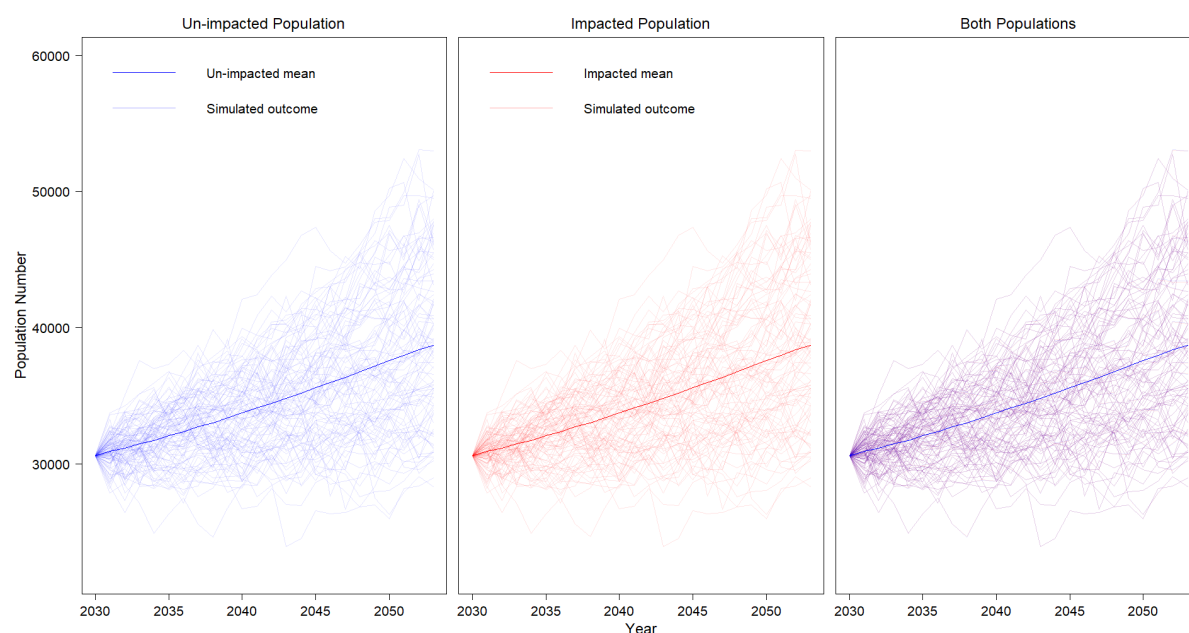 Un-impacted Population
Impacted Population
Both Populations
Un-impacted mean
Simulated outcome
Impacted mean
Simulated outcome
Population Number
60000
50000
40000
30000
2030 2035 2040 2045 2050
2030 2035 2040 2045 2050
2030 2035 2040 2045 2050
Year